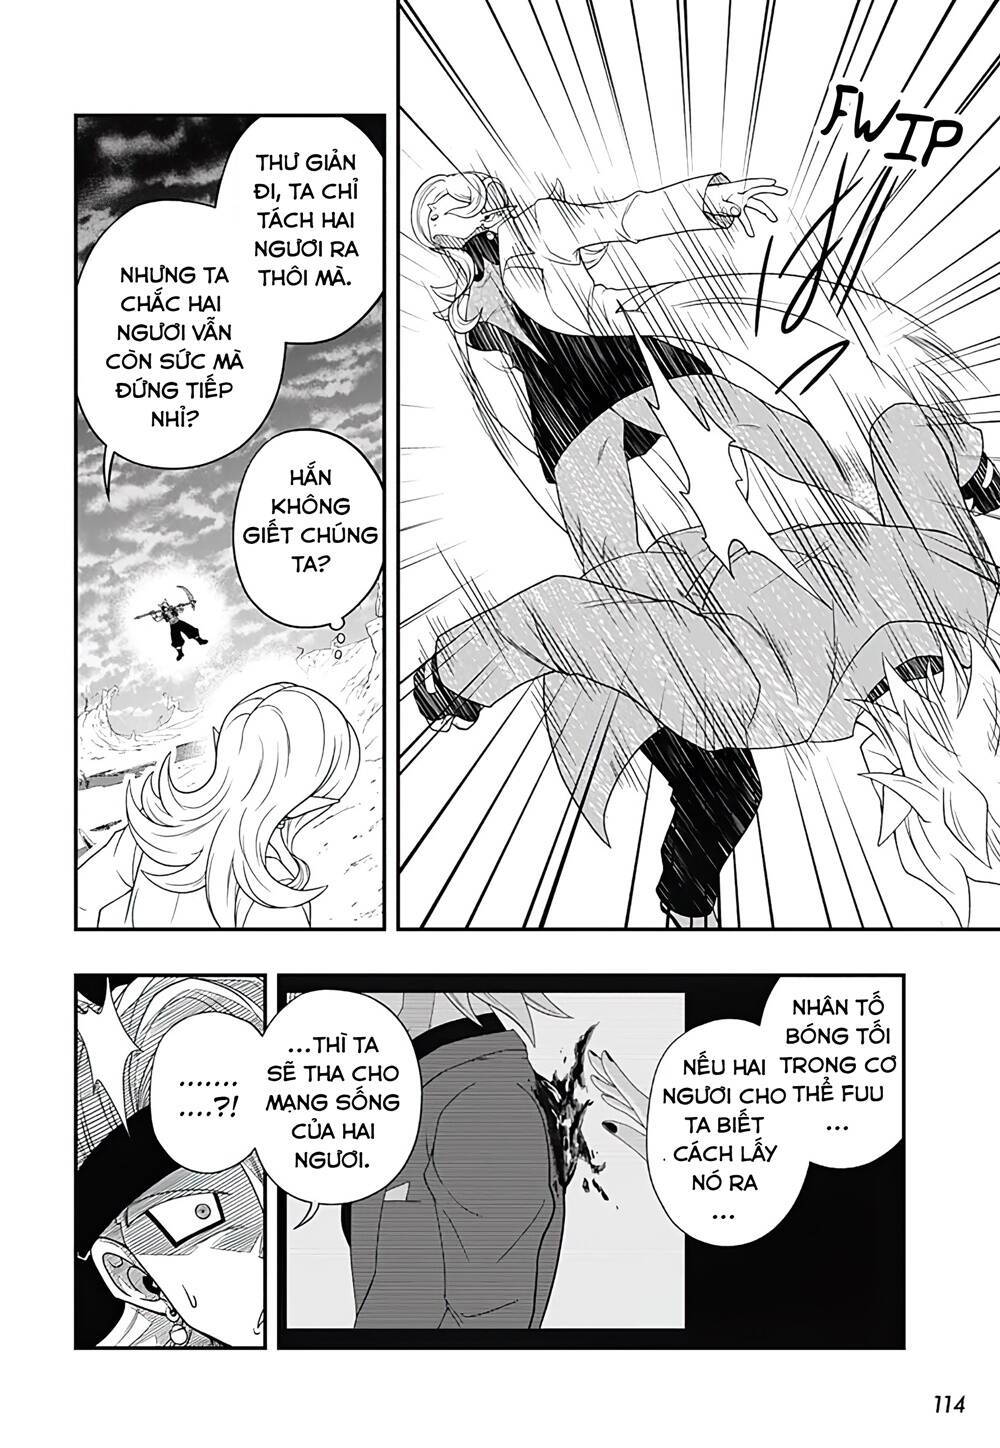 FWIP
THƯ GIẢN
ĐI, TA CHỈ
TÁCH HAI
NGƯƠI RA
THÔI MÀ.
NHƯNG TA
CHẮC HAI
NGƯƠI VẪN
CÒN SỨC MÀ
ĐỨNG TIẾP
NHỈ?
HẮN
KHÔNG
GIẾT CHÚNG
TA?
NHÂN TỐ
BÓNG TỐI
TRONG CƠ
THỂ FUU
...
NẾU HAI
NGƯƠI CHO
TA BIẾT
CÁCH LẤY
NÓ RA
...
...THÌ TA
SẼ THA CHO
MẠNG SỐNG
CỦA HAI
NGƯƠI.
.......
.....?!
114